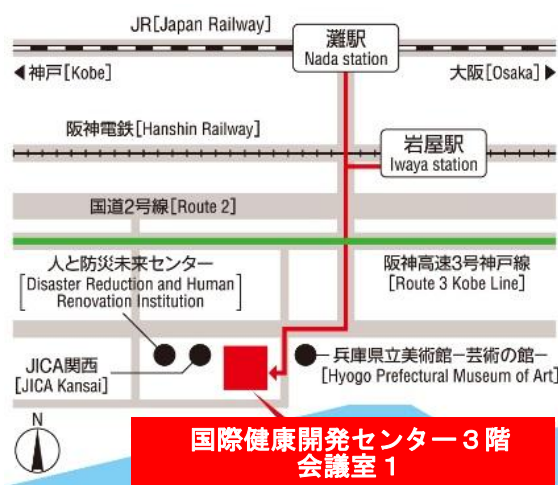 JR[Japan Railway]
灘駅
Nada station
◀神戸[Kobe]
大阪[Osaka]▶
阪神電鉄[Hanshin Railway]
岩屋駅
Iwaya station
国道2号線[Route 2]
人と防災未来センター
[Disaster Reduction and Human
Renovation Institution]
阪神高速3号神戸線
[Route 3 Kobe Line]
JICA関西
[JICA Kansai]
兵庫県立美術館ー芸術の館ー
[Hyogo Prefectural Museum of Art]
N
国際健康開発センター３階
会議室１